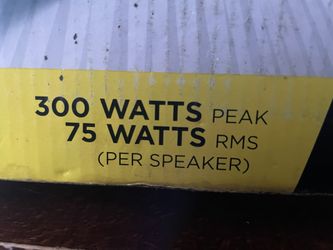 300 WATTS PEAK
75 WATTS RMS
(PER SPEAKER)